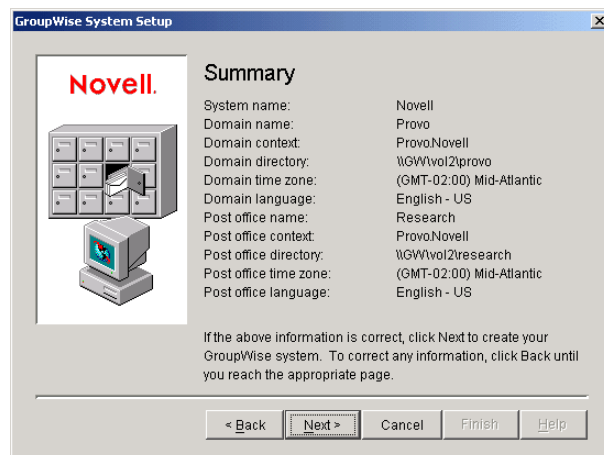 GroupWise System Setup
Novell.
Summary
System name: Novell
Domain name: Provo
Domain context: Provo.Novell
Domain directory: \\GW\vol2\provo
Domain time zone: (GMT-02:00) Mid-Atlantic
Domain language: English - US
Post office name: Research
Post office context: Provo.Novell
Post office directory: \\GW\vol2\research
Post office time zone: (GMT-02:00) Mid-Atlantic
Post office language: English - US
If the above information is correct, click Next to create your
GroupWise system. To correct any information, click Back until
you reach the appropriate page.
< Back Next > Cancel Finish Help